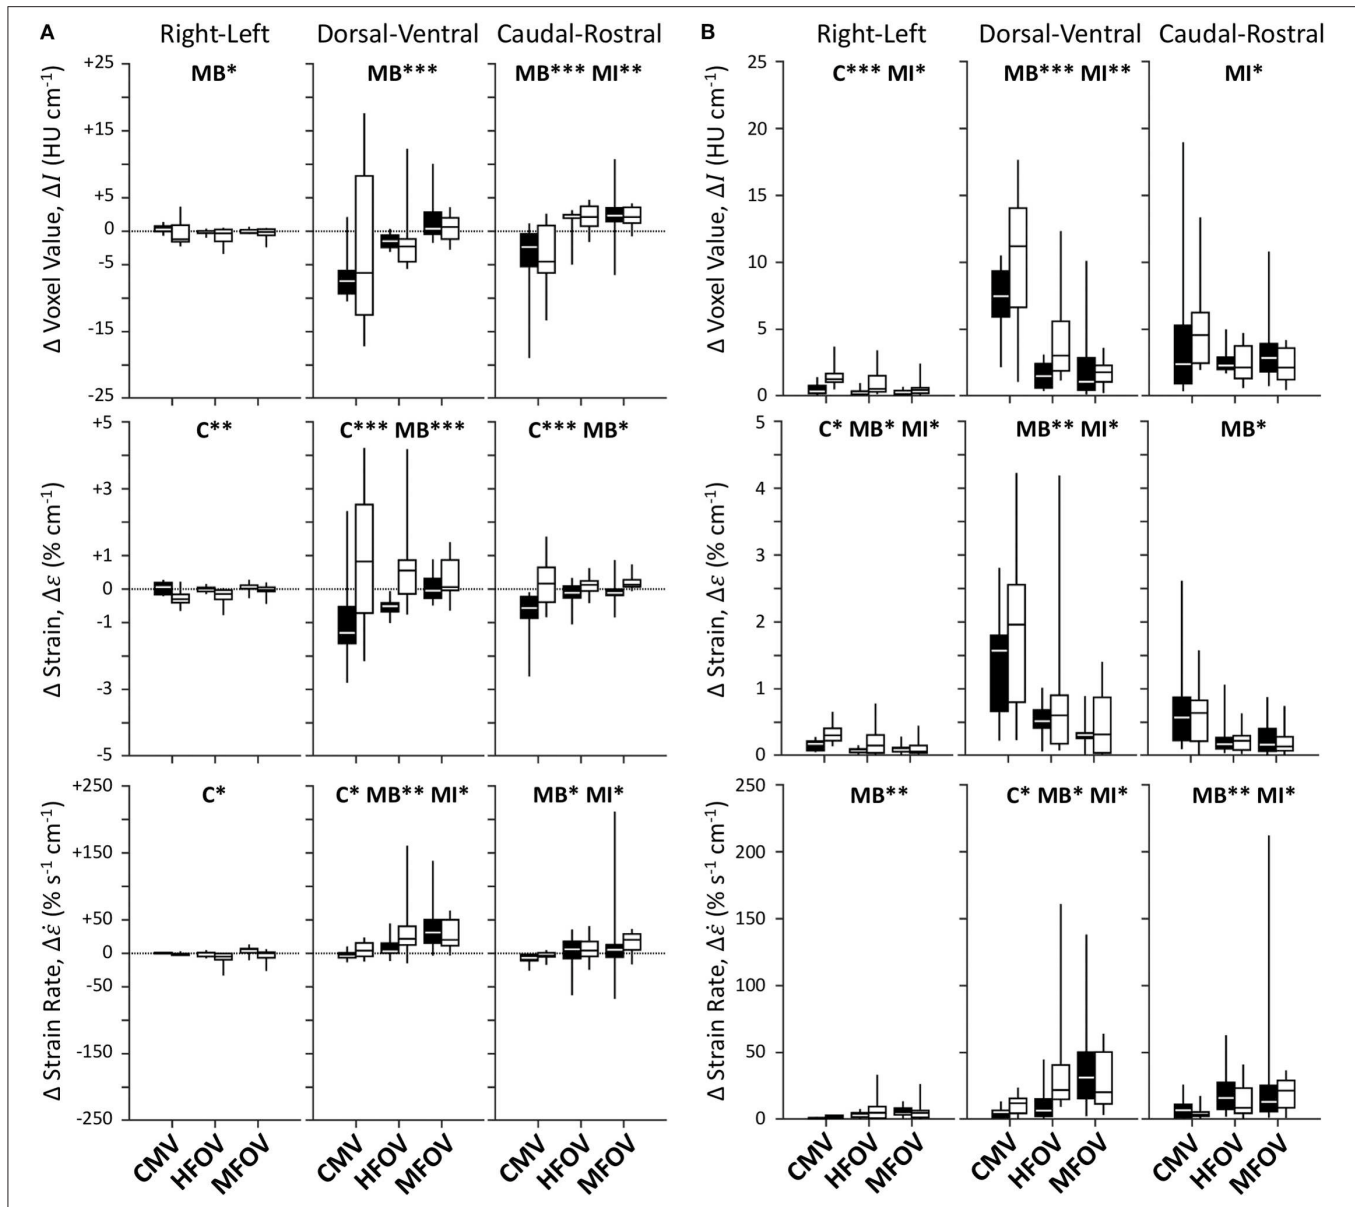 A
Right-Left Dorsal-Ventral Caudal-Rostral
Δ Voxel Value, ΔI (HU cm-1)
+25
+15
+5
0
-5
-15
-25
MB*
MB***
MB*** MI**
Δ Strain, Δε (% cm-1)
+5
+3
+1
0
-1
-3
-5
C**
C*** MB***
C*** MB*
Δ Strain Rate, Δε̇ (% s-1 cm-1)
+250
+150
+50
0
-50
-150
-250
C*
C* MB** MI*
MB* MI*
CMV HFOV MFOV CMV HFOV MFOV CMV HFOV MFOV
B
Right-Left Dorsal-Ventral Caudal-Rostral
Δ Voxel Value, ΔI (HU cm-1)
25
20
15
10
5
0
C*** MI*
MB*** MI**
MI*
Δ Strain, Δε (% cm-1)
5
4
3
2
1
0
C* MB* MI*
MB** MI*
MB*
Δ Strain Rate, Δε̇ (% s-1 cm-1)
250
200
150
100
50
0
MB**
C* MB* MI*
MB** MI*
CMV HFOV MFOV CMV HFOV MFOV CMV HFOV MFOV